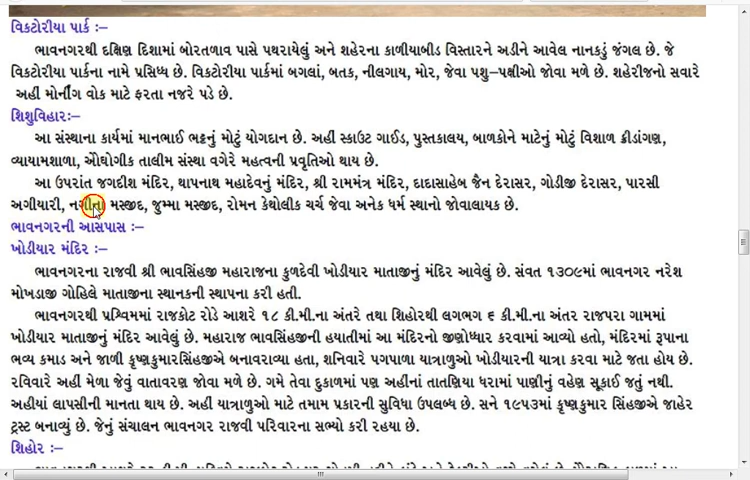 વિકટોરીયા પાર્ક :–
ભાવનગરથી દક્ષિણ દિશામાં બોરતળાવ પાસે પથરાયેલું અને શહેરના કાળીયાબીડ વિસ્તારને અડીને આવેલ નાનકડું જંગલ છે. જે
વિકટોરીયા પાર્કના નામે પ્રસિધ્ધ છે. વિકટોરીયા પાર્કમાં બગલાં, બતક, નીલગાય, મોર, જેવા પશુ–પક્ષીઓ જોવા મળે છે. શહેરીજનો સવારે
અહીં મોર્નીંગ વોક માટે ફરતા નજરે પડે છે.
શિશુવિહારઃ–
આ સંસ્થાના કાર્યમાં માનભાઈ ભટ્ટનું મોટું યોગદાન છે. અહીં સ્કાઉટ ગાઈડ, પુસ્તકાલય, બાળકોને માટેનું મોટું વિશાળ ક્રીડાંગણ,
વ્યાયામશાળા, ઔદ્યોગીક તાલીમ સંસ્થા વગેરે મહત્વની પ્રવૃતિઓ થાય છે.
આ ઉપરાંત જગદીશ મંદિર, થાપનાથ મહાદેવનું મંદિર, શ્રી રામમંત્ર મંદિર, દાદાસાહેબ જૈન દેરાસર, ગોડીજી દેરાસર, પારસી
અગીયારી, નગીના મસ્જીદ, જુમ્મા મસ્જીદ, રોમન કેથોલીક ચર્ચ જેવા અનેક ધર્મ સ્થાનો જોવાલાયક છે.
ભાવનગરની આસપાસ :–
ખોડીયાર મંદિર :–
ભાવનગરના રાજવી શ્રી ભાવસિંહજી મહારાજના કુળદેવી ખોડીયાર માતાજીનું મંદિર આવેલું છે. સંવત ૧૩૦૯માં ભાવનગર નરેશ
મોખડાજી ગોહિલે માતાજીના સ્થાનકની સ્થાપના કરી હતી.
ભાવનગરથી પ્રશ્ચિમમાં રાજકોટ રોડે આશરે ૧૮ કી.મી.ના અંતરે તથા શિહોરથી લગભગ ૬ કી.મી.ના અંતર રાજપરા ગામમાં
ખોડીયાર માતાજીનું મંદિર આવેલું છે. મહારાજ ભાવસિંહજીની હયાતીમાં આ મંદિરનો જીણોધ્ધાર કરવામાં આવ્યો હતો, મંદિરમાં રૂપાના
ભવ્ય કમાડ અને જાળી કૃષ્ણકુમારસિંહજીએ બનાવરાવ્યા હતા, શનિવારે પગપાળા યાત્રાળુઓ ખોડીયારની યાત્રા કરવા માટે જતા હોય છે.
રવિવારે અહીં મેળા જેવું વાતાવરણ જોવા મળે છે. ગમે તેવા દુકાળમાં પણ અહીંનાં તાતણિયા ધરામાં પાણીનું વહેણ સૂકાઈ જતું નથી.
અહીયાં લાપસીની માનતા થાય છે. અહીં યાત્રાળુઓ માટે તમામ પ્રકારની સુવિધા ઉપલબ્ધ છે. સને ૧૯૫૩માં કૃષ્ણકુમાર સિંહજીએ જાહેર
ટ્રસ્ટ બનાવ્યું છે. જેનું સંચાલન ભાવનગર રાજવી પરિવારના સભ્યો કરી રહયા છે.
શિહોર :–